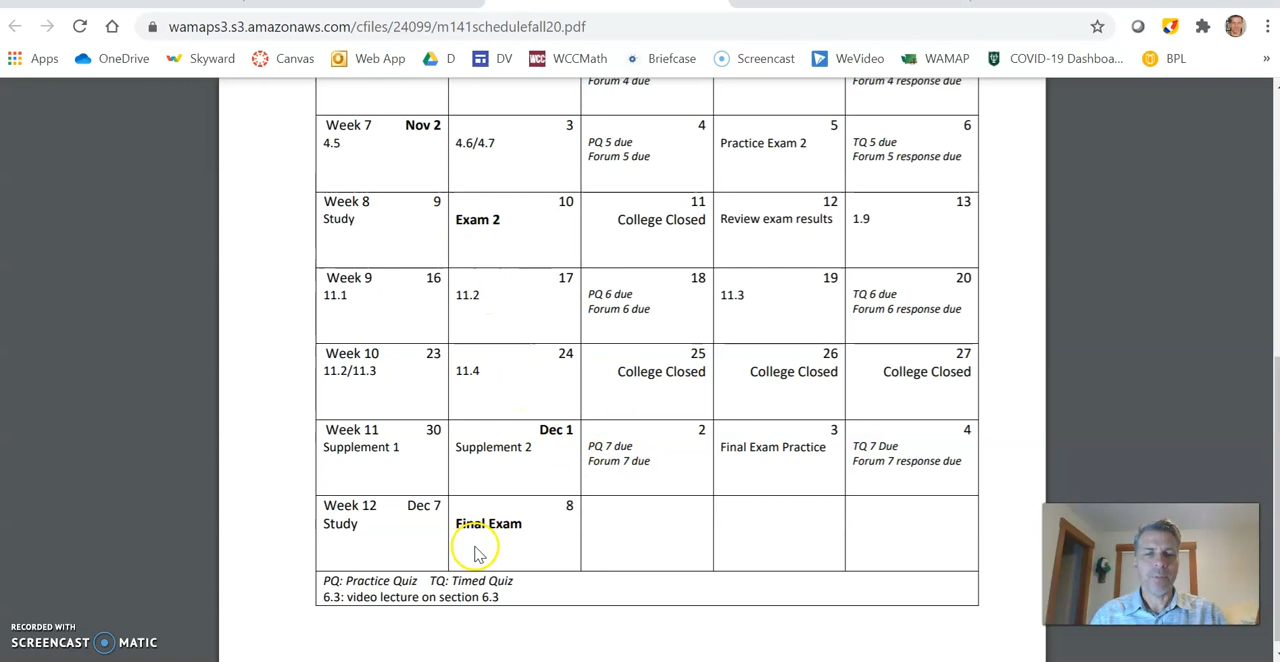 wamaps3.s3.amazonaws.com/cfiles/24099/m141schedulefall20.pdf
Apps OneDrive Skyward Canvas Web App D DV WCC WCCMath Briefcase Screencast WeVideo WAMAP COVID-19 Dashboa... BPL »
Forum 4 due Forum 4 response due
Week 7 Nov 2 3 4 5 6
4.5 4.6/4.7 PQ 5 due Practice Exam 2 TQ 5 due
Forum 5 due Forum 5 response due
Week 8 9 10 11 12 13
Study Exam 2 College Closed Review exam results 1.9
Week 9 16 17 18 19 20
11.1 11.2 PQ 6 due 11.3 TQ 6 due
Forum 6 due Forum 6 response due
Week 10 23 24 25 26 27
11.2/11.3 11.4 College Closed College Closed College Closed
Week 11 30 Dec 1 2 3 4
Supplement 1 Supplement 2 PQ 7 due Final Exam Practice TQ 7 Due
Forum 7 due Forum 7 response due
Week 12 Dec 7 8
Study Final Exam
PQ: Practice Quiz TQ: Timed Quiz
6.3: video lecture on section 6.3
RECORDED WITH
SCREENCAST MATIC